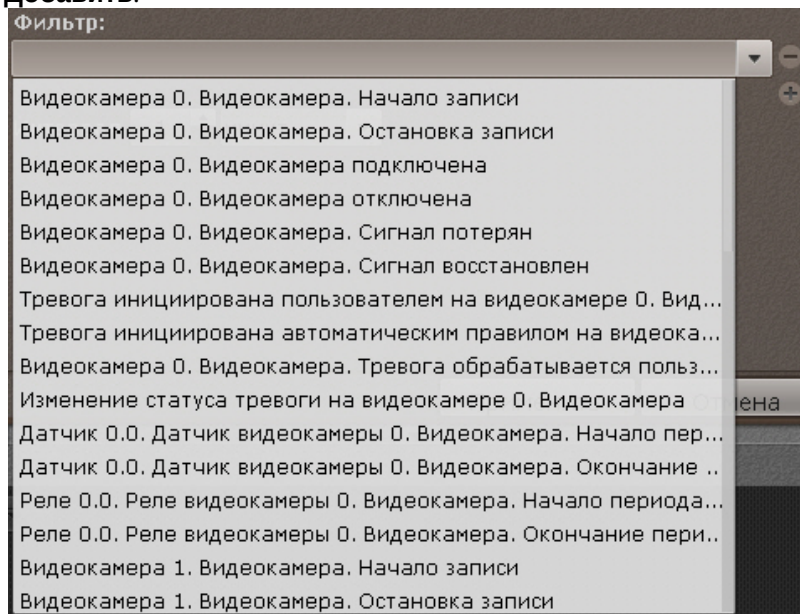 Добавить.
Фильтр:
Видеокамера 0. Видеокамера. Начало записи
Видеокамера 0. Видеокамера. Остановка записи
Видеокамера 0. Видеокамера подключена
Видеокамера 0. Видеокамера отключена
Видеокамера 0. Видеокамера. Сигнал потерян
Видеокамера 0. Видеокамера. Сигнал восстановлен
Тревога инициирована пользователем на видеокамере 0. Вид...
Тревога инициирована автоматическим правилом на видеока...
Видеокамера 0. Видеокамера. Тревога обрабатывается польз...
Изменение статуса тревоги на видеокамере 0. Видеокамера
Датчик 0.0. Датчик видеокамеры 0. Видеокамера. Начало пер...
Датчик 0.0. Датчик видеокамеры 0. Видеокамера. Окончание ..
Реле 0.0. Реле видеокамеры 0. Видеокамера. Начало периода...
Реле 0.0. Реле видеокамеры 0. Видеокамера. Окончание пери..
Видеокамера 1. Видеокамера. Начало записи
Видеокамера 1. Видеокамера. Остановка записи